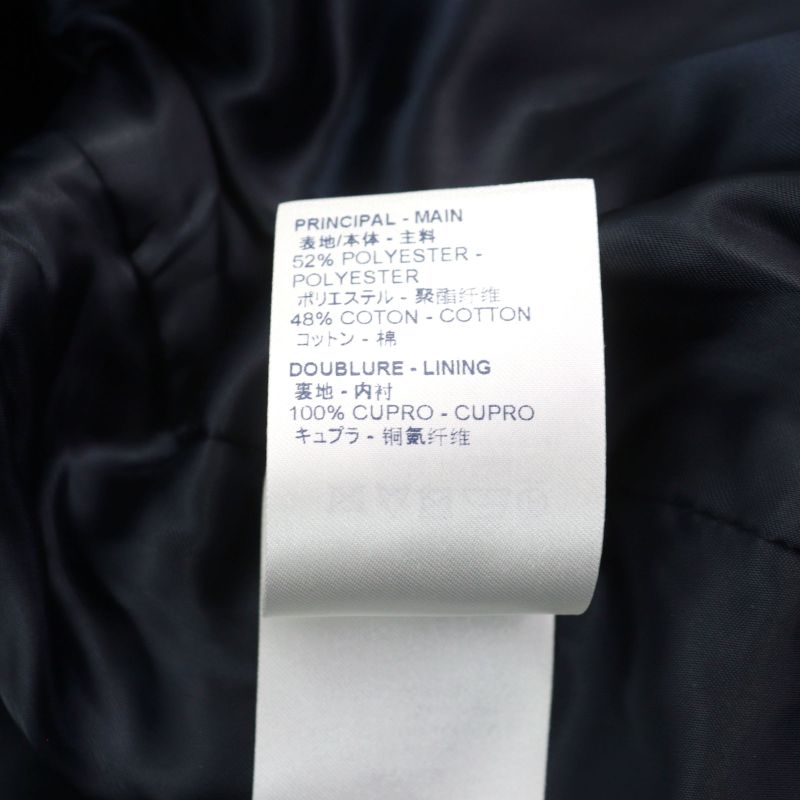 PRINCIPAL - MAIN
表地/本体 - 主料
52% POLYESTER -
POLYESTER
ポリエステル - 聚酯纤维
48% COTON - COTTON
コットン - 棉
DOUBLURE - LINING
裏地 - 内衬
100% CUPRO - CUPRO
キュプラ - 铜氨纤维